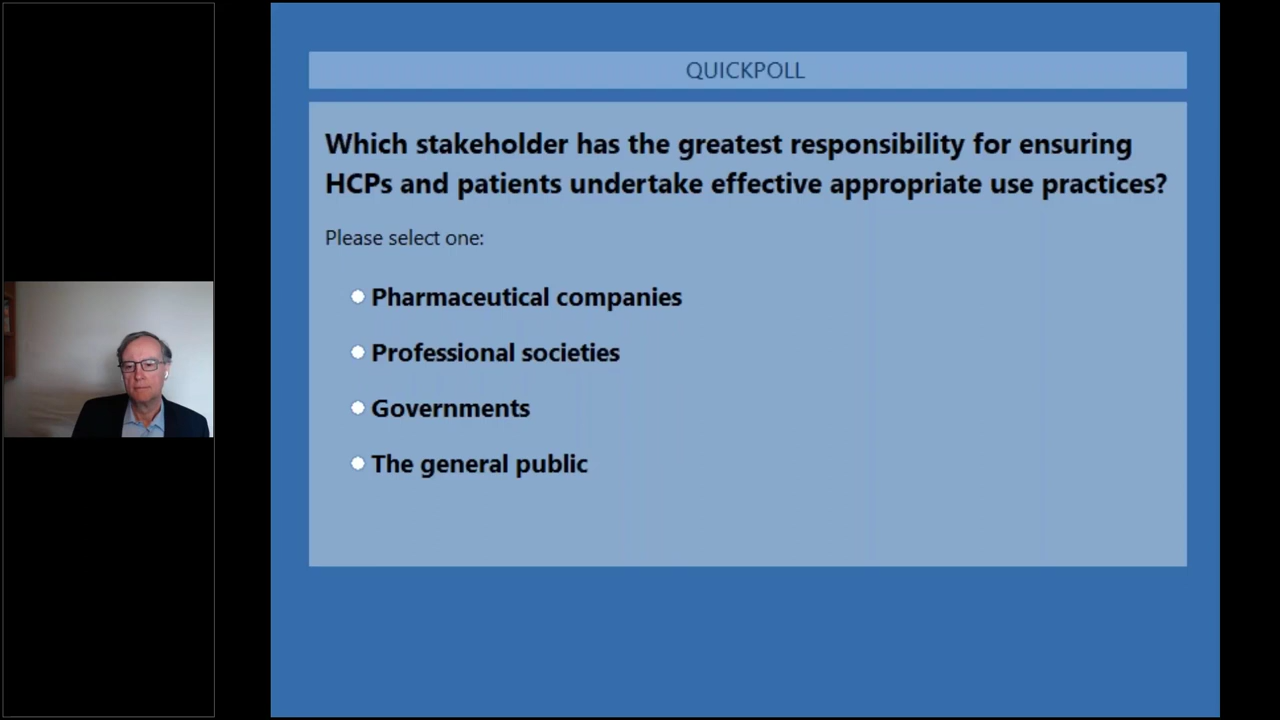 QUICKPOLL
Which stakeholder has the greatest responsibility for ensuring
HCPs and patients undertake effective appropriate use practices?
Please select one:
Pharmaceutical companies
Professional societies
Governments
The general public